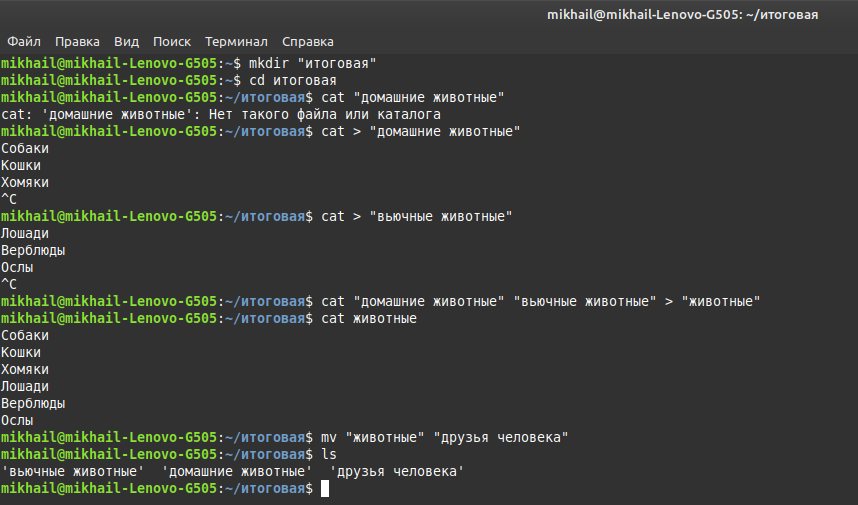 mikhail@mikhail-Lenovo-G505: ~/итоговая
Файл Правка Вид Поиск Терминал Справка
mikhail@mikhail-Lenovo-G505:~$ mkdir "итоговая"
mikhail@mikhail-Lenovo-G505:~$ cd итоговая
mikhail@mikhail-Lenovo-G505:~/итоговая$ cat "домашние животные"
cat: 'домашние животные': Нет такого файла или каталога
mikhail@mikhail-Lenovo-G505:~/итоговая$ cat > "домашние животные"
Собаки
Кошки
Хомяки
^C
mikhail@mikhail-Lenovo-G505:~/итоговая$ cat > "вьючные животные"
Лошади
Верблюды
Ослы
^C
mikhail@mikhail-Lenovo-G505:~/итоговая$ cat "домашние животные" "вьючные животные" > "животные"
mikhail@mikhail-Lenovo-G505:~/итоговая$ cat животные
Собаки
Кошки
Хомяки
Лошади
Верблюды
Ослы
mikhail@mikhail-Lenovo-G505:~/итоговая$ mv "животные" "друзья человека"
mikhail@mikhail-Lenovo-G505:~/итоговая$ ls
'вьючные животные'  'домашние животные'  'друзья человека'
mikhail@mikhail-Lenovo-G505:~/итоговая$